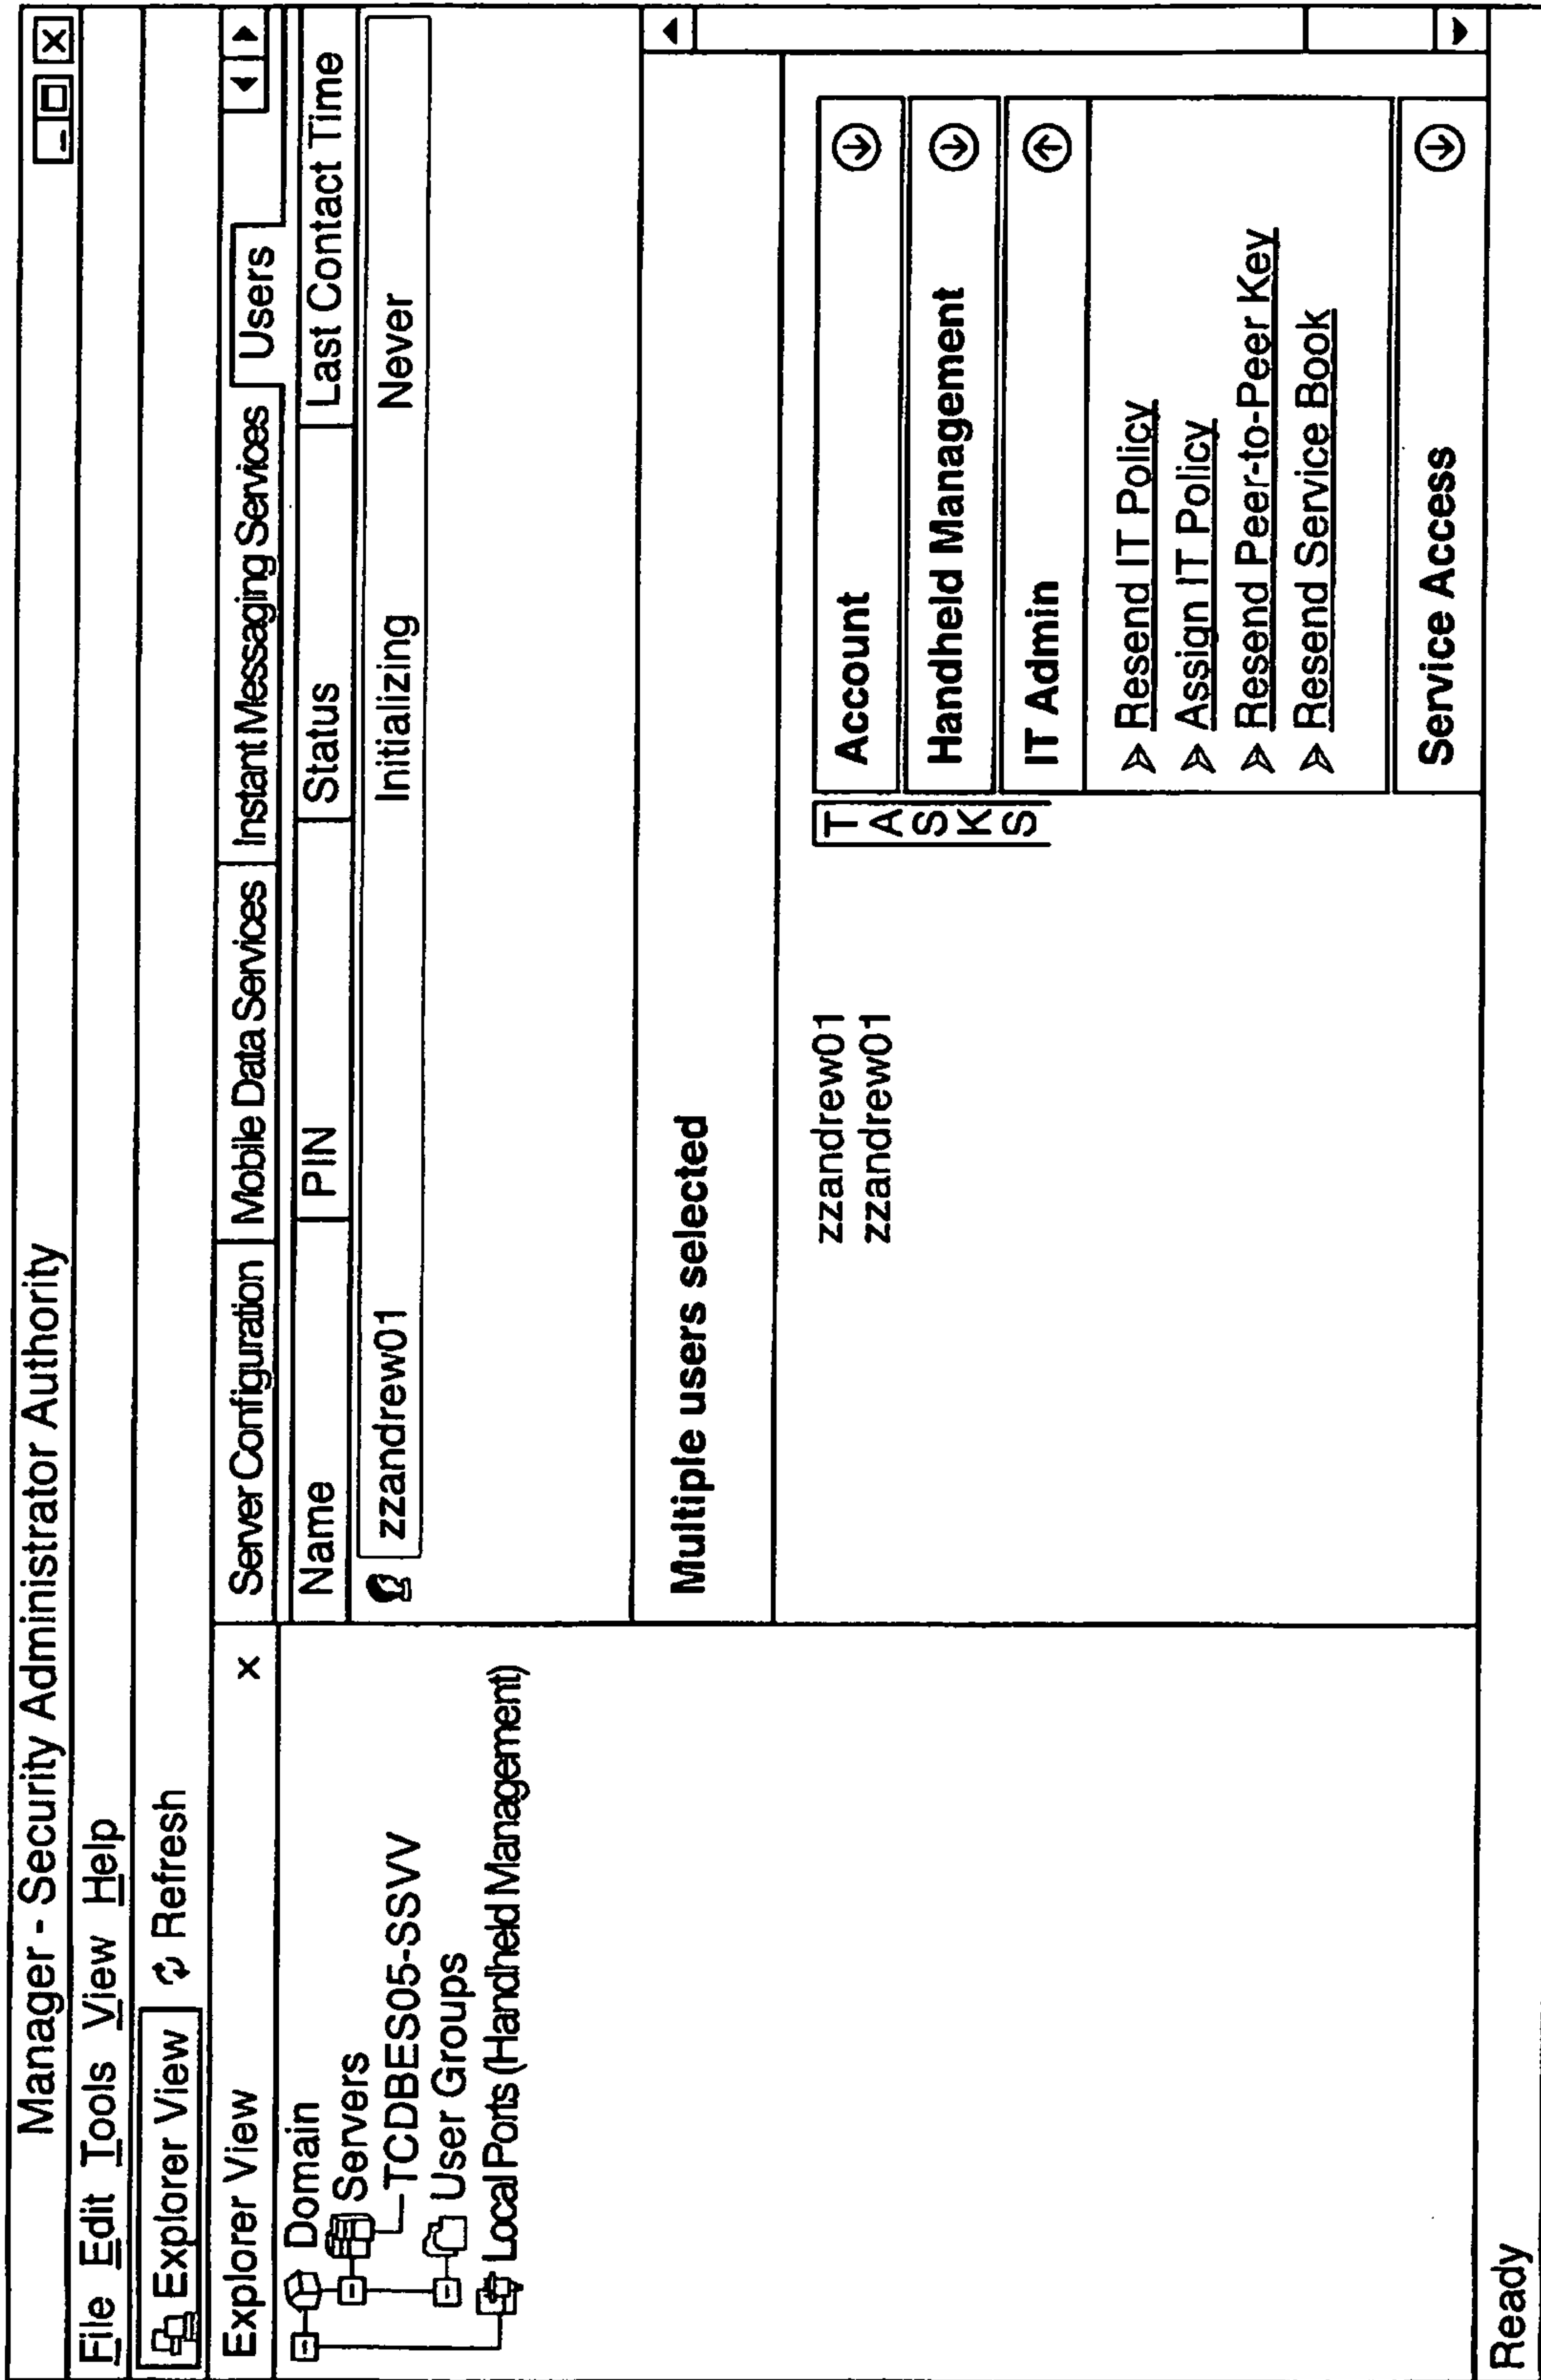 Manager - Security Administrator Authority
File Edit Tools View Help
Explorer View Refresh
Explorer View x
Domain
Servers
TCDBES05-SSVV
User Groups
Local Ports (Handheld Management)
Server Configuration Mobile Data Services Instant Messaging Services Users
Name PIN Status Last Contact Time
zzandrew01 Initializing Never
Multiple users selected
zzandrew01
zzandrew01
TASKS
Account
Handheld Management
IT Admin
Resend IT Policy
Assign IT Policy
Resend Peer-to-Peer Key
Resend Service Book
Service Access
Ready